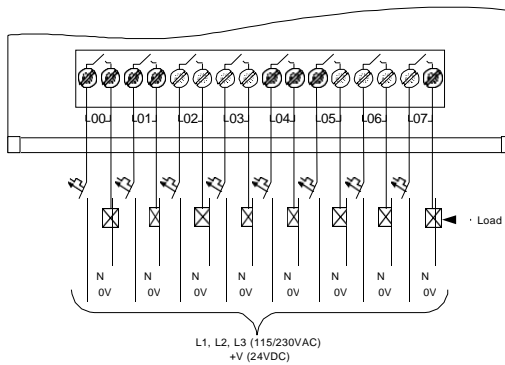 00 01 02 03 04 05 06 07
· Load
N N N N N N N N
0V 0V 0V 0V 0V 0V 0V 0V
L1, L2, L3 (115/230VAC)
+V (24VDC)